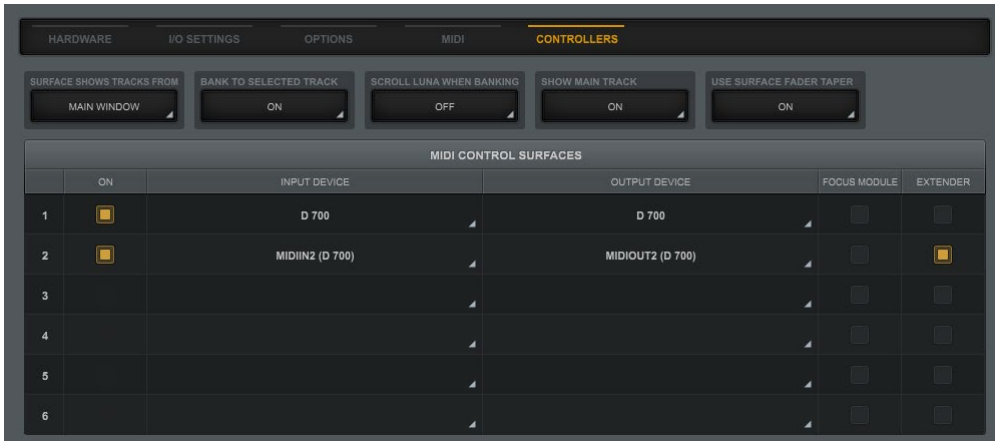 HARDWARE I/O SETTINGS OPTIONS MIDI CONTROLLERS
SURFACE SHOWS TRACKS FROM BANK TO SELECTED TRACK SCROLL LUNA WHEN BANKING SHOW MAIN TRACK USE SURFACE FADER TAPER
MAIN WINDOW ON OFF ON ON
MIDI CONTROL SURFACES
ON INPUT DEVICE OUTPUT DEVICE FOCUS MODULE EXTENDER
1 D 700 D 700
2 MIDIIN2 (D 700) MIDIOUT2 (D 700)
3
4
5
6